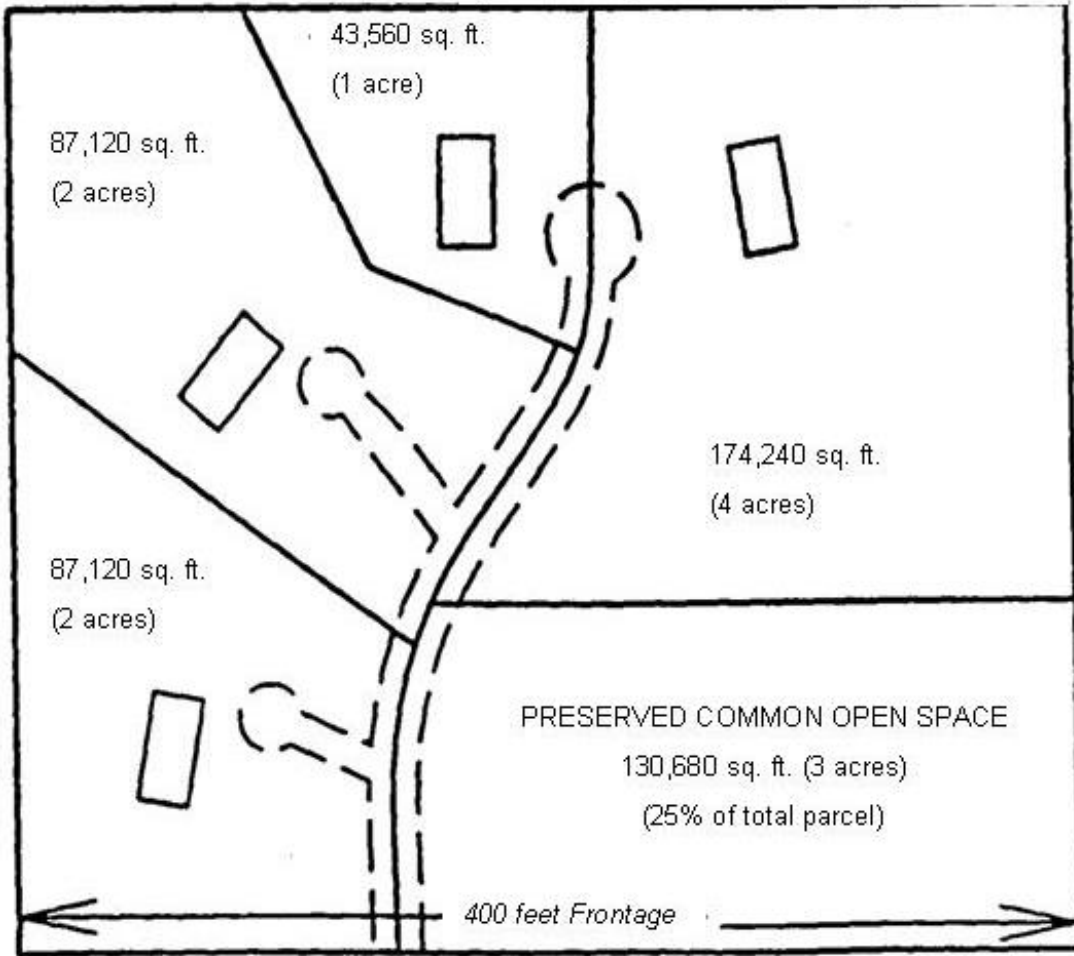 43,560 sq. ft.
(1 acre)
87,120 sq. ft.
(2 acres)
174,240 sq. ft.
(4 acres)
87,120 sq. ft.
(2 acres)
PRESERVED COMMON OPEN SPACE
130,680 sq. ft. (3 acres)
(25% of total parcel)
400 feet Frontage